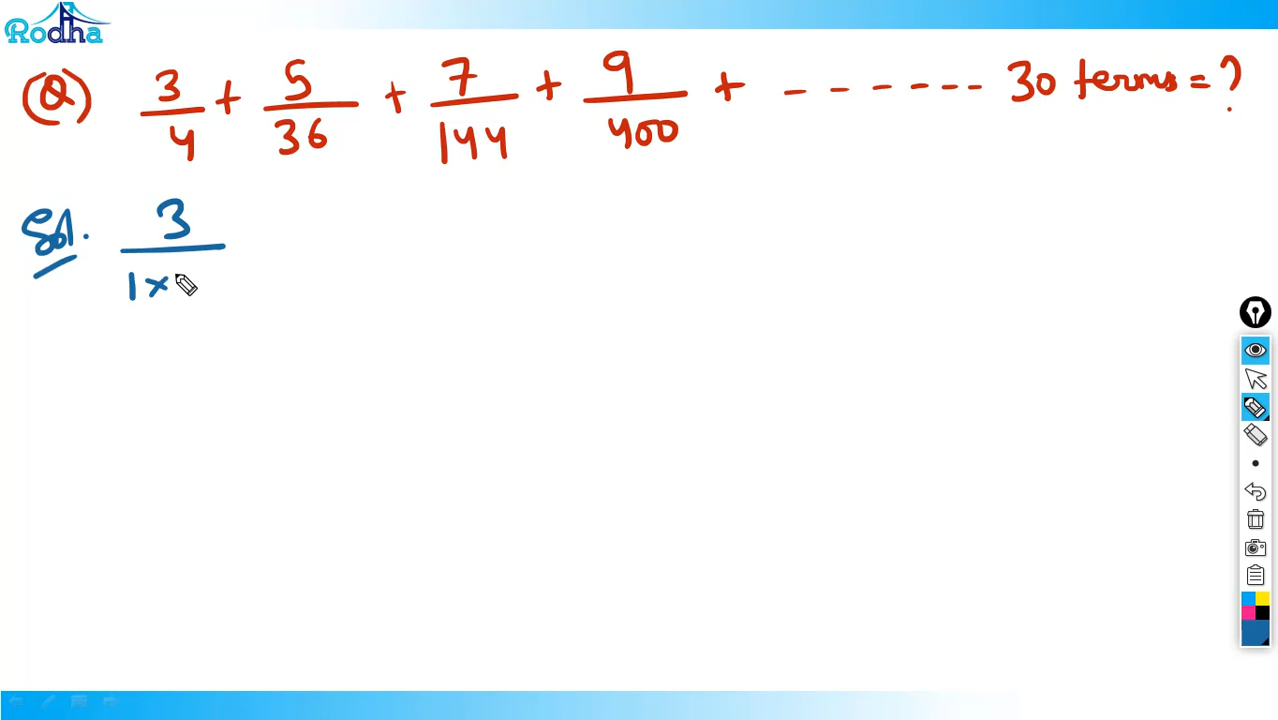 Rodha
(Q) 3/4 + 5/36 + 7/144 + 9/400 + - - - - - - - 30 terms = ?
Sol. 3/1×